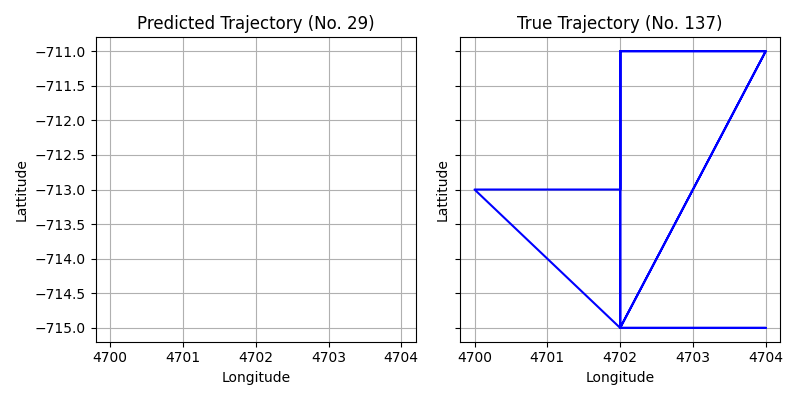 Predicted Trajectory (No. 29)
−711.0
−711.5
−712.0
−712.5
−713.0
−713.5
−714.0
−714.5
−715.0
Lattitude
4700 4701 4702 4703 4704
Longitude
True Trajectory (No. 137)
Lattitude
4700 4701 4702 4703 4704
Longitude